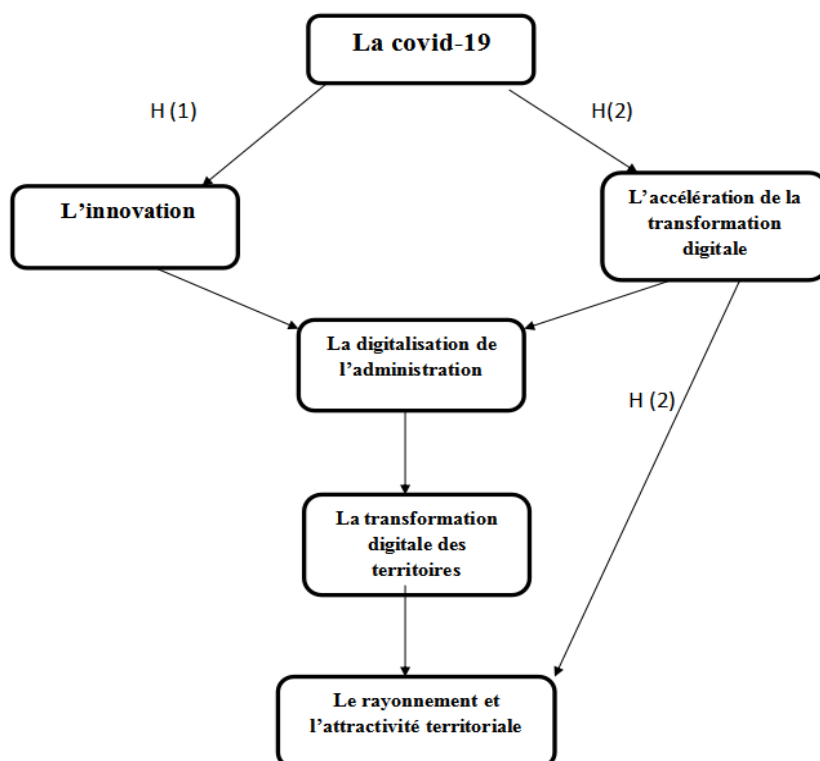 La covid-19
H (1)
H(2)
L’innovation
L’accélération de la
transformation
digitale
La digitalisation de
l’administration
H (2)
La transformation
digitale des
territoires
Le rayonnement et
l’attractivité territoriale